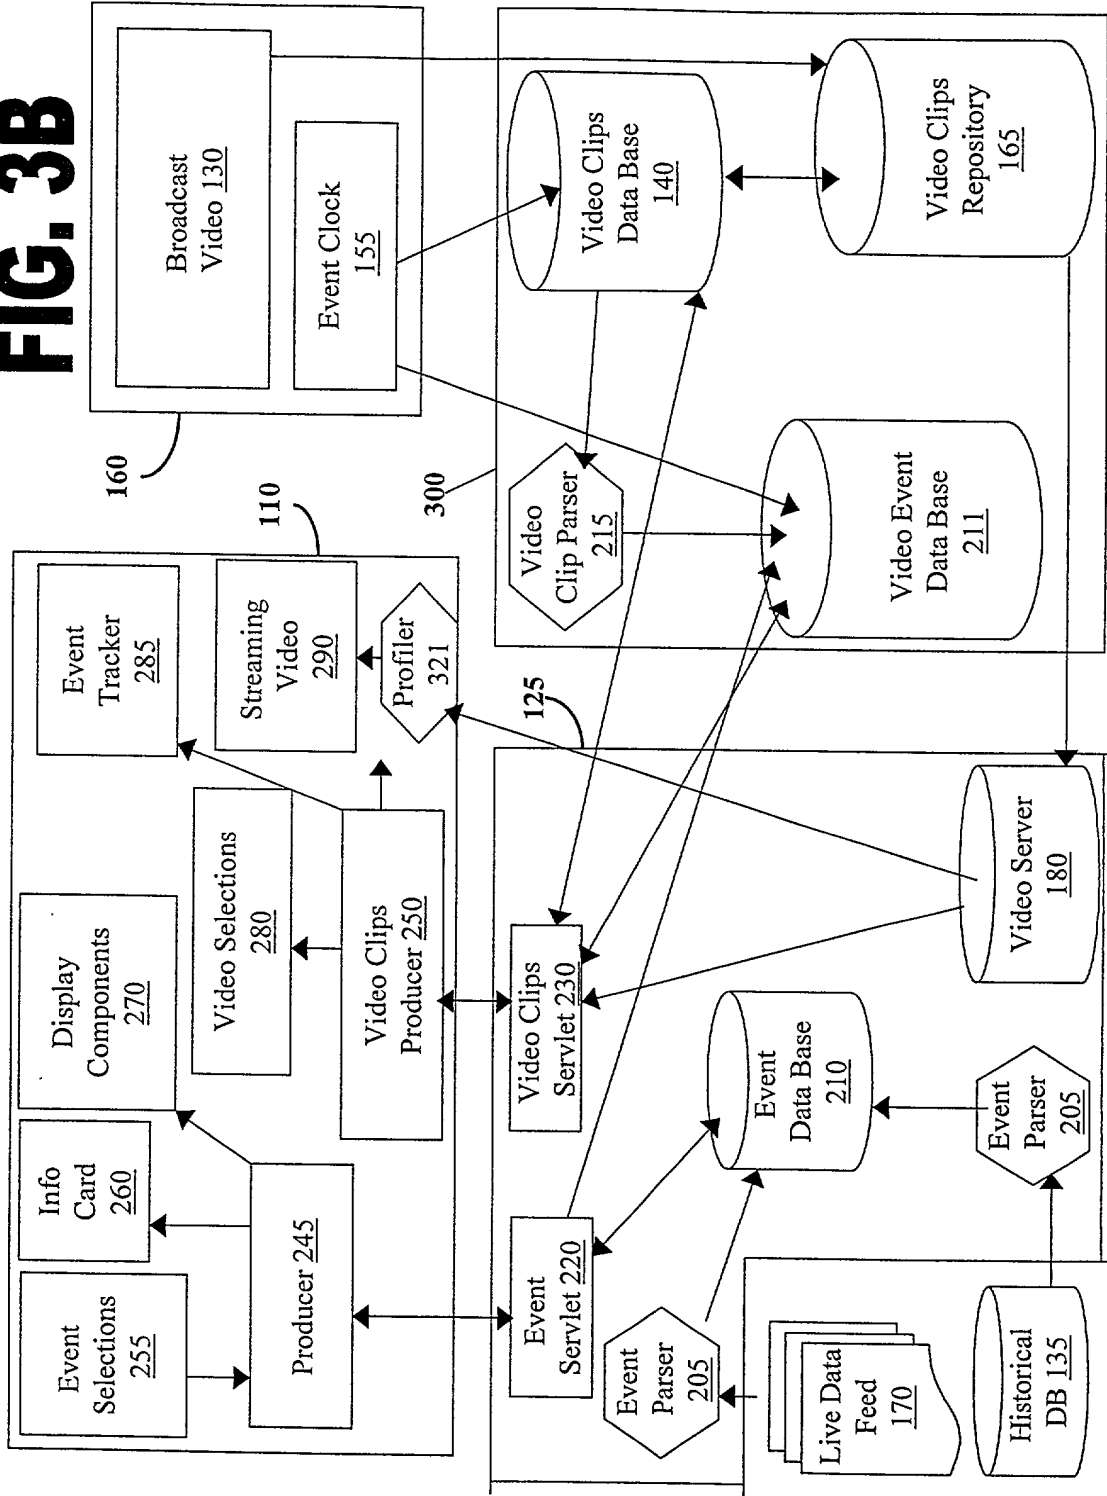 FIG. 3B
Event
Selections
255
Info
Card
260
Display
Components
270
Event
Tracker
285
160
Broadcast
Video 130
Event Clock
155
Producer 245
Video Selections
280
Video Clips
Producer 250
Streaming
Video
290
Profiler
321
110
300
Event
Servlet 220
Video Clips
Servlet 230
125
Video
Clip Parser
215
Video Clips
Data Base
140
Event
Parser
205
Event
Data Base
210
Video Event
Data Base
211
Video Clips
Repository
165
Live Data
Feed
170
Historical
DB 135
Event
Parser
205
Video Server
180